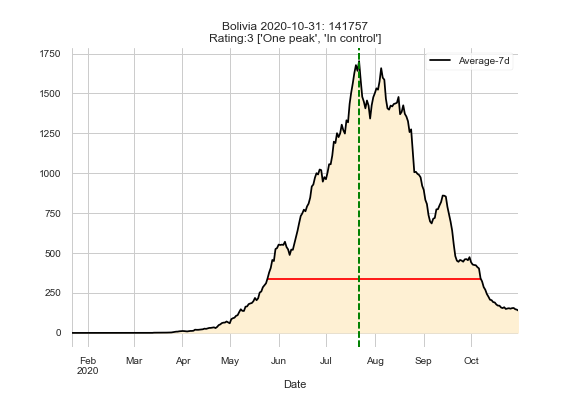 Bolivia 2020-10-31: 141757
Rating:3 ['One peak', 'In control']
Average-7d
1750
1500
1250
1000
750
500
250
0
Feb Mar Apr May Jun Jul Aug Sep Oct
2020
Date